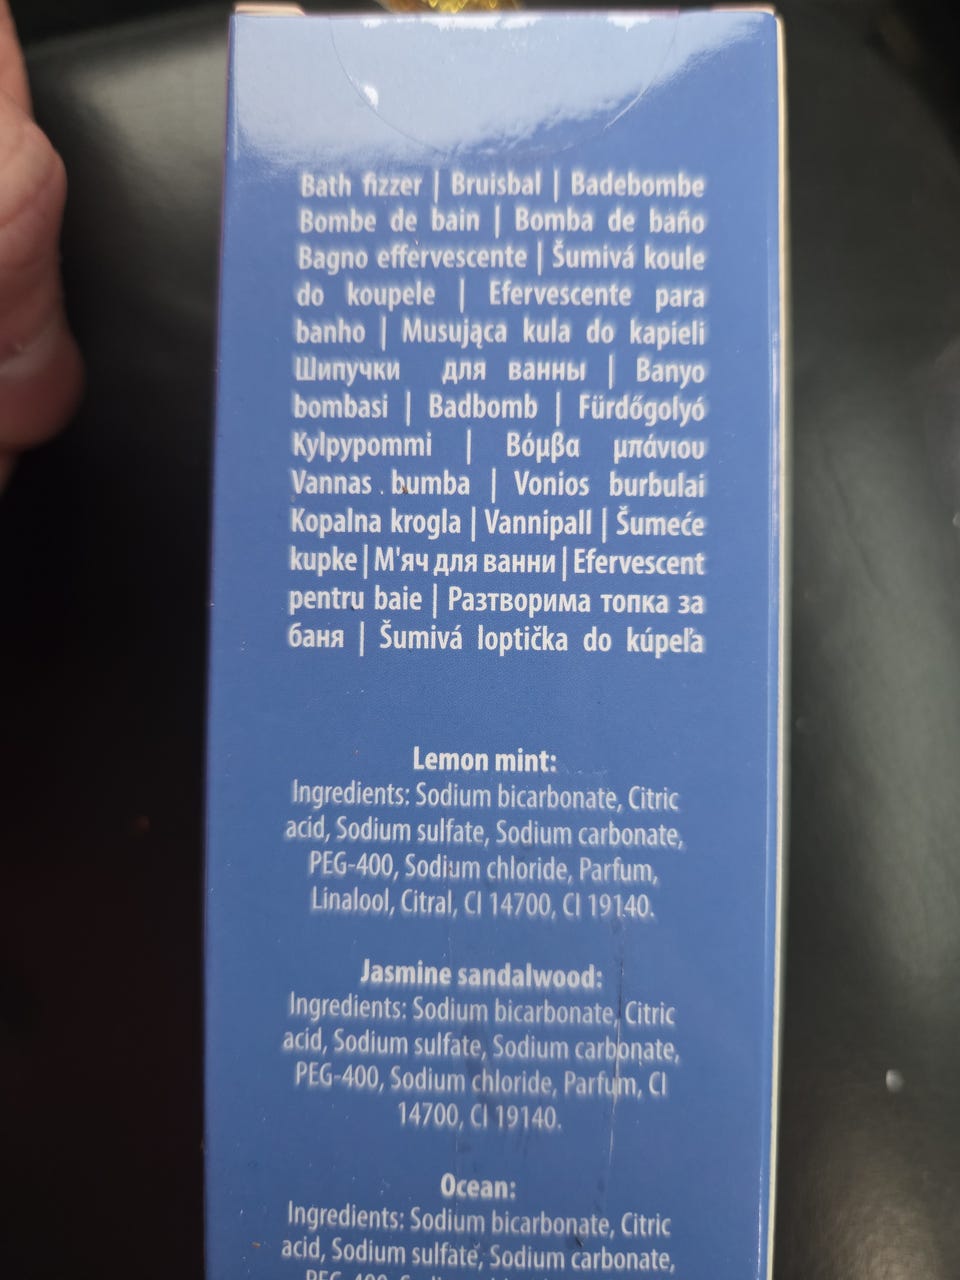 Bath fizzer | Bruisbal | Badebombe
Bombe de bain | Bomba de baño
Bagno effervescente | Šumivá koule
do koupele | Efervescente para
banho | Musująca kula do kąpieli
Шипучки для ванны | Banyo
bombasi | Badbomb | Fürdőgolyó
Kylpypommi | Βόμβα μπάνιου
Vannas bumba | Vonios burbulai
Kopalna krogla | Vannipall | Šumeće
kupke | М'яч для ванни | Efervescent
pentru baie | Разтворима топка за
баня | Šumivá loptička do kúpeľa
Lemon mint:
Ingredients: Sodium bicarbonate, Citric
acid, Sodium sulfate, Sodium carbonate,
PEG-400, Sodium chloride, Parfum,
Linalool, Citral, CI 14700, CI 19140.
Jasmine sandalwood:
Ingredients: Sodium bicarbonate, Citric
acid, Sodium sulfate, Sodium carbonate,
PEG-400, Sodium chloride, Parfum, CI
14700, CI 19140.
Ocean:
Ingredients: Sodium bicarbonate, Citric
acid, Sodium sulfate, Sodium carbonate,